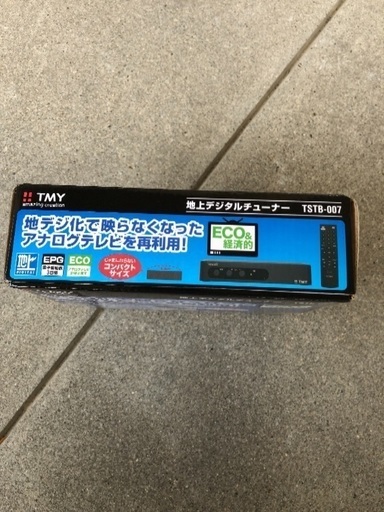 TMY
amazing creation
地上デジタルチューナー TSTB-007
地デジ化で映らなくなった
アナログテレビを再利用!
ECO&
経済的
EPG
ECO
コンパクト
サイズ